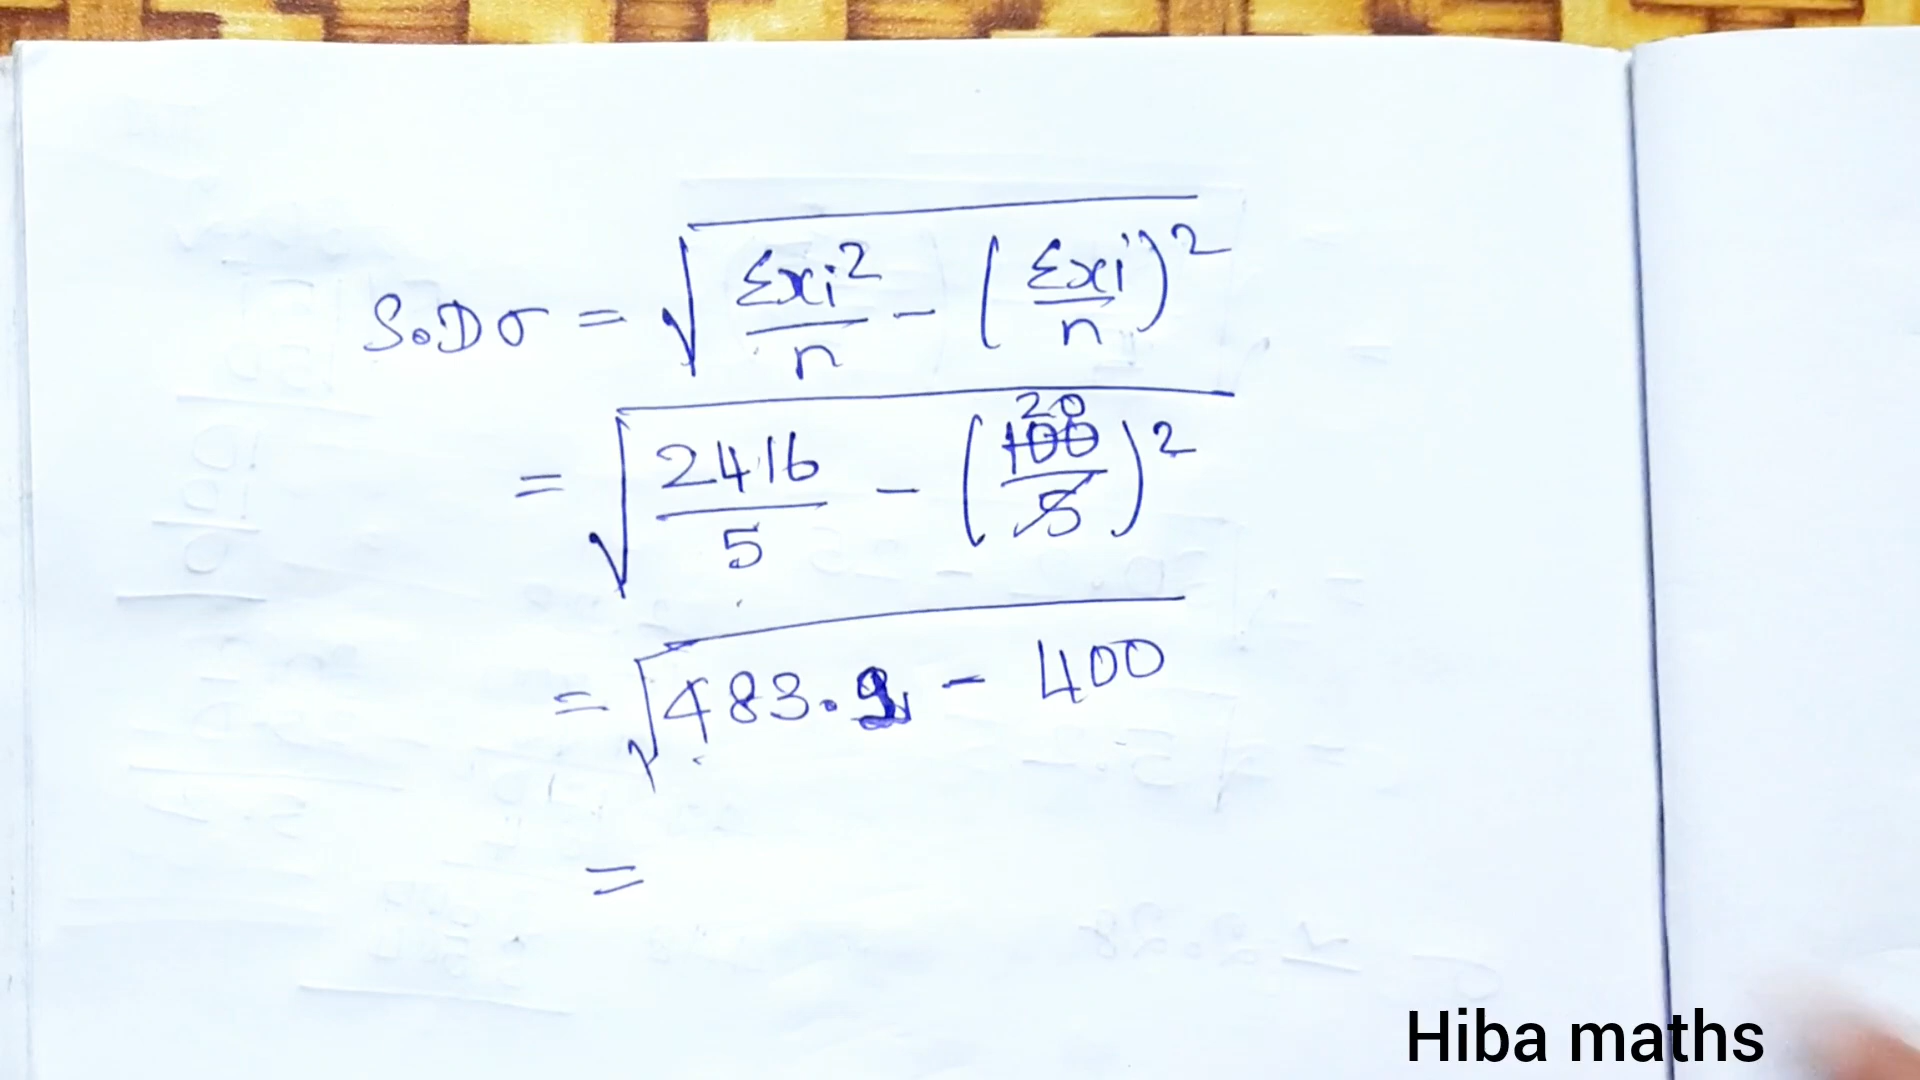 S.D σ = √(Σxi²/n - (Σxi/n)²)
= √(2416/5 - (20 100/5)²)
= √483.2 - 400
=
Hiba maths